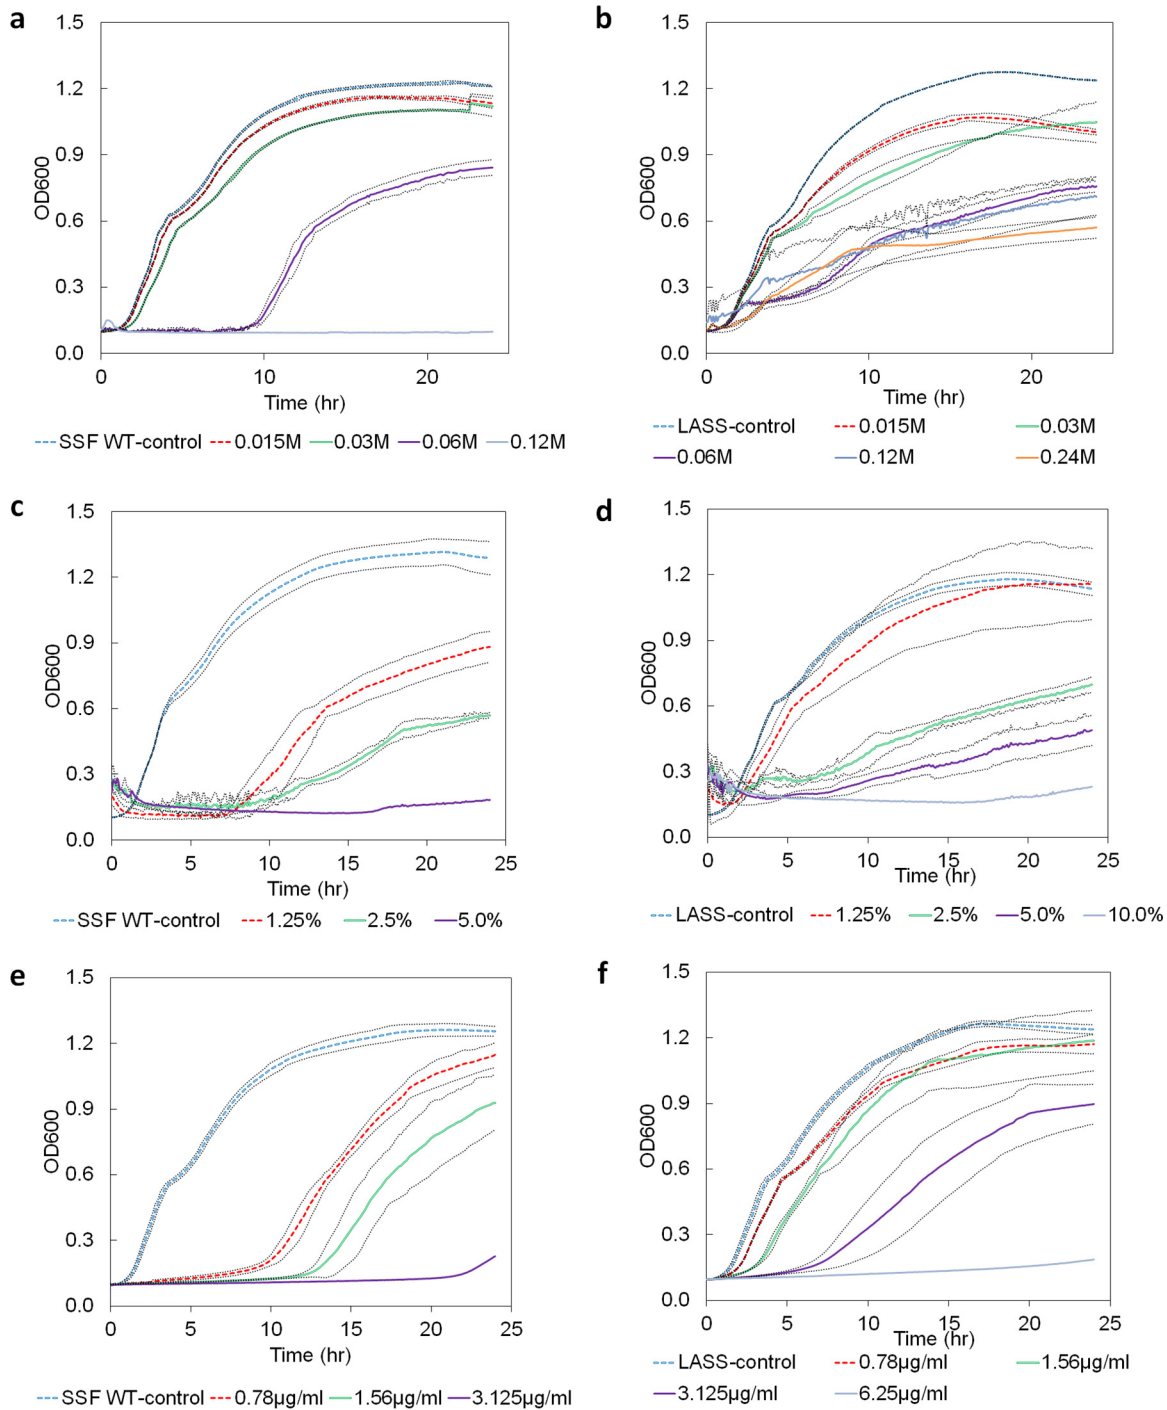 a
1.5
1.2
0.9
0.6
0.3
0.0
OD600
0 10 20
Time (hr)
SSF WT-control 0.015M 0.03M 0.06M 0.12M
b
1.5
1.2
0.9
0.6
0.3
0.0
OD600
0 10 20
Time (hr)
LASS-control 0.015M 0.03M
0.06M 0.12M 0.24M
c
1.5
1.2
0.9
0.6
0.3
0.0
OD600
0 5 10 15 20 25
Time (hr)
SSF WT-control 1.25% 2.5% 5.0%
d
1.5
1.2
0.9
0.6
0.3
0.0
OD600
0 5 10 15 20 25
Time (hr)
LASS-control 1.25% 2.5% 5.0% 10.0%
e
1.5
1.2
0.9
0.6
0.3
0.0
OD600
0 5 10 15 20 25
Time (hr)
SSF WT-control 0.78µg/ml 1.56µg/ml 3.125µg/ml
f
1.5
1.2
0.9
0.6
0.3
0.0
OD600
0 5 10 15 20 25
Time (hr)
LASS-control 0.78µg/ml 1.56µg/ml
3.125µg/ml 6.25µg/ml